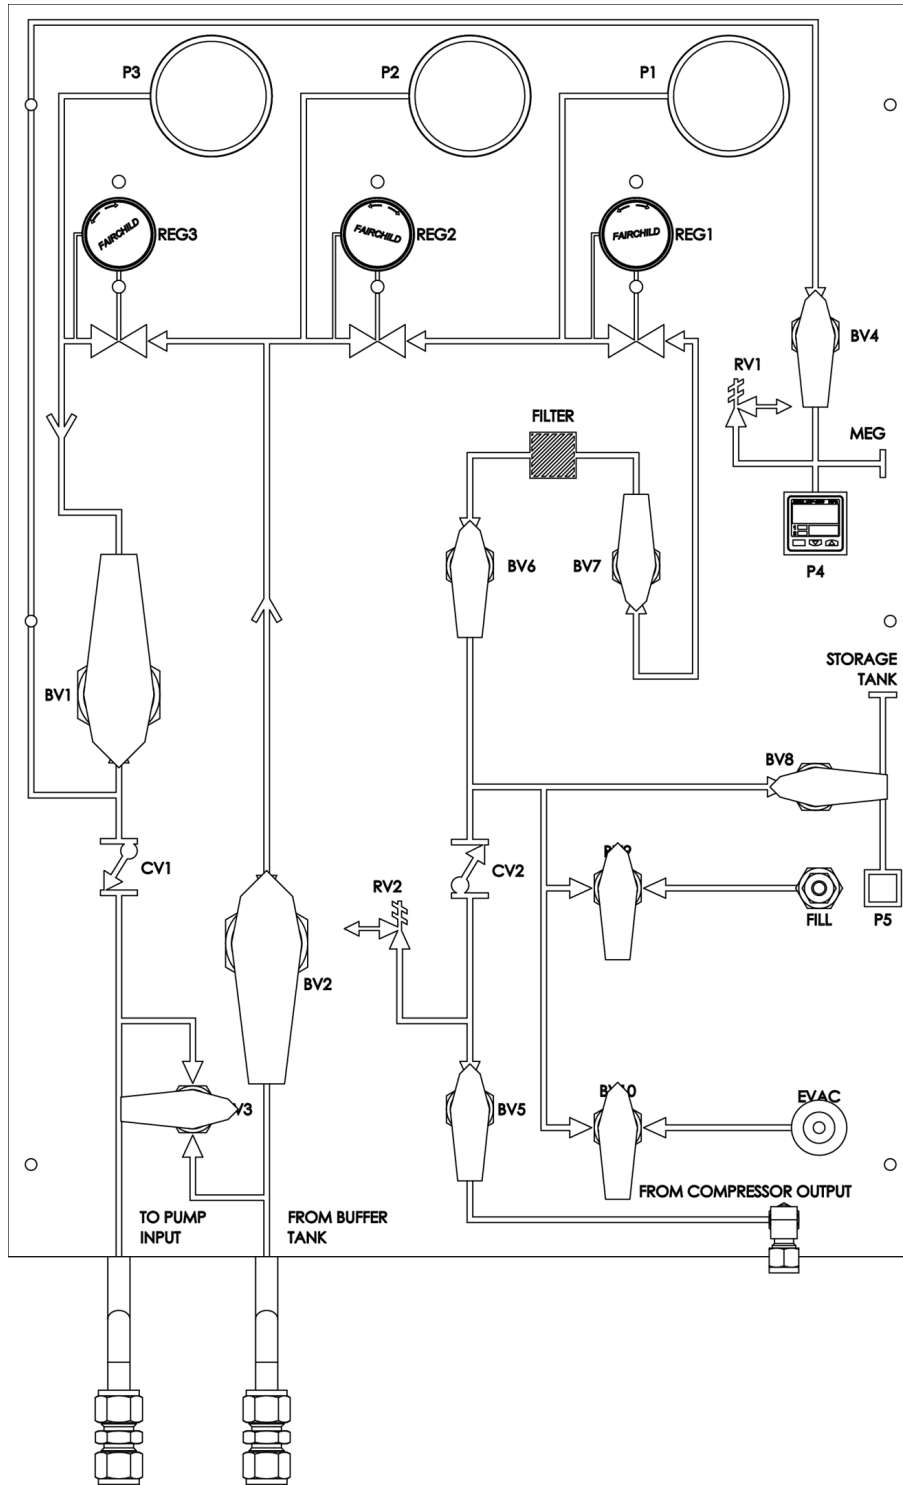 P3
P2
P1
FAIRCHILD
REG3
FAIRCHILD
REG2
FAIRCHILD
REG1
BV4
RV1
FILTER
MEG
BV6
BV7
P4
STORAGE
TANK
BV1
BV8
CV1
CV2
RV2
FILL
P5
BV2
BV5
EVAC
FROM COMPRESSOR OUTPUT
TO PUMP
INPUT
FROM BUFFER
TANK